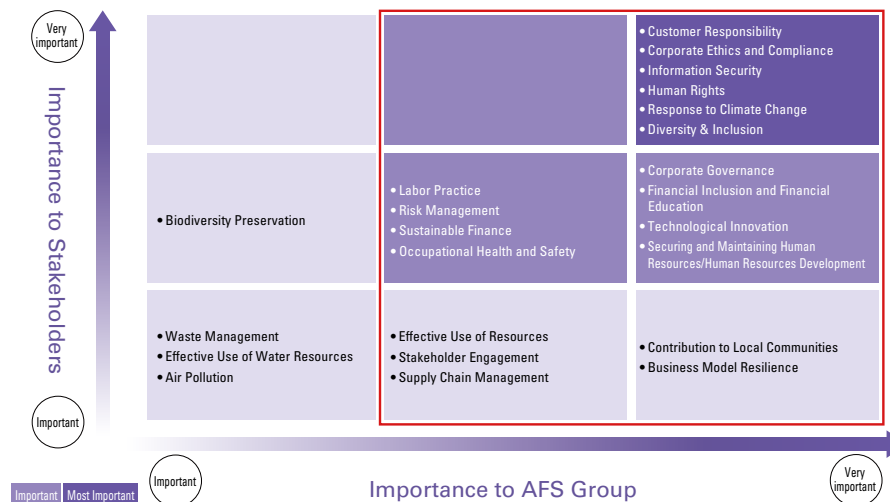 Very
important
Importance to Stakeholders
Important
• Customer Responsibility
• Corporate Ethics and Compliance
• Information Security
• Human Rights
• Response to Climate Change
• Diversity & Inclusion
• Biodiversity Preservation
• Labor Practice
• Risk Management
• Sustainable Finance
• Occupational Health and Safety
• Corporate Governance
• Financial Inclusion and Financial
Education
• Technological Innovation
• Securing and Maintaining Human
Resources/Human Resources Development
• Waste Management
• Effective Use of Water Resources
• Air Pollution
• Effective Use of Resources
• Stakeholder Engagement
• Supply Chain Management
• Contribution to Local Communities
• Business Model Resilience
Important Most Important
Important
Importance to AFS Group
Very
important